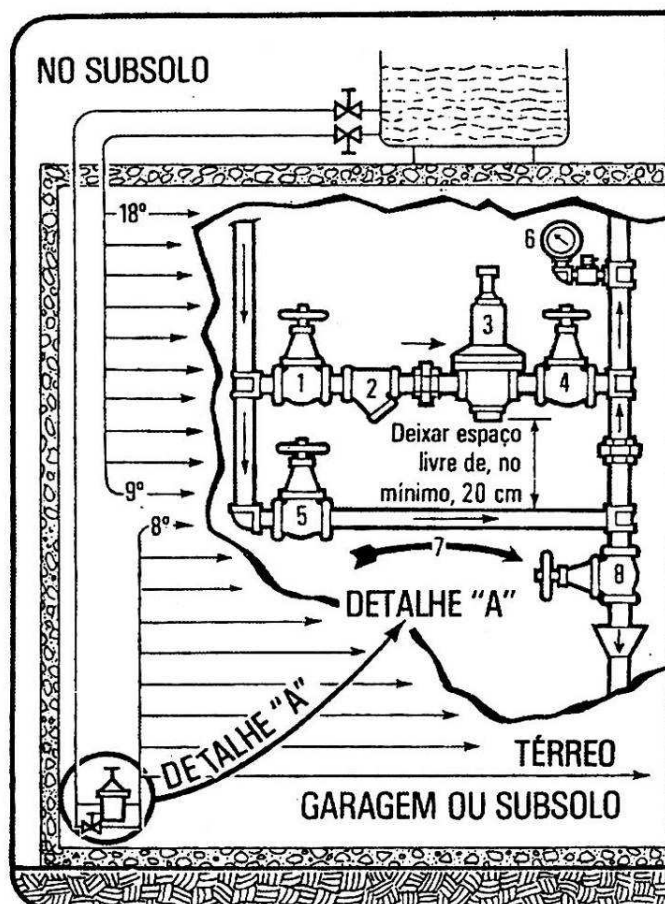 NO SUBSOLO
18º
6
3
1
2
4
Deixar espaço
livre de, no
mínimo, 20 cm
9º
8º
5
7
8
DETALHE "A"
DETALHE "A"
TÉRREO
GARAGEM OU SUBSOLO